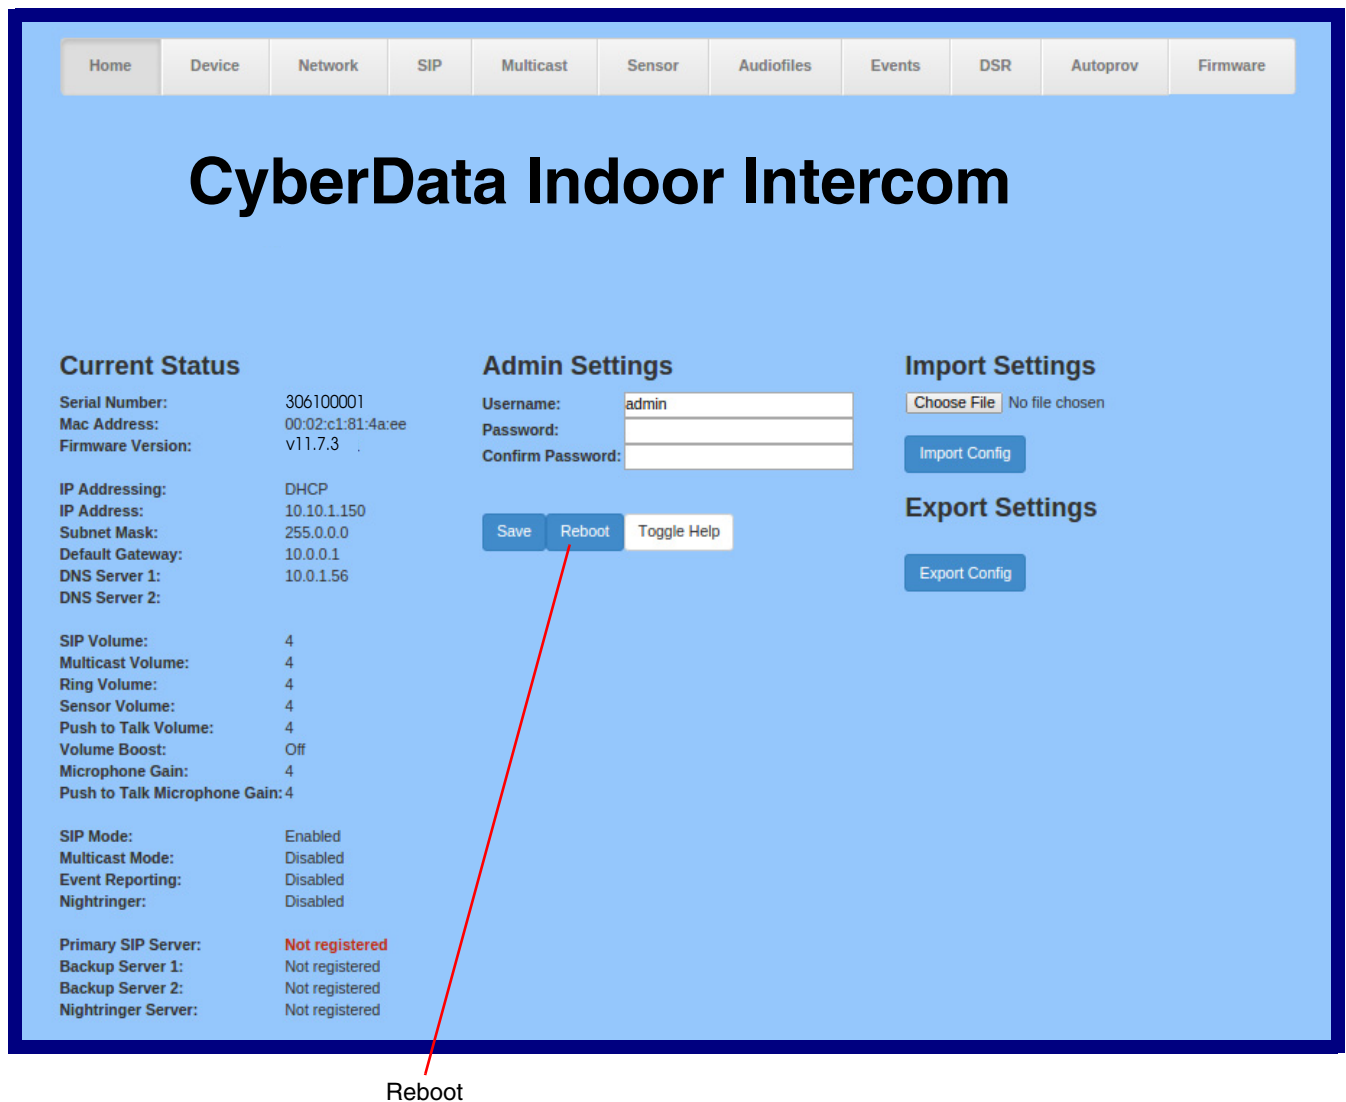 Home Device Network SIP Multicast Sensor Audiofiles Events DSR Autoprov Firmware
CyberData Indoor Intercom
Current Status
Serial Number: 306100001
Mac Address: 00:02:c1:81:4a:ee
Firmware Version: v11.7.3 .
IP Addressing: DHCP
IP Address: 10.10.1.150
Subnet Mask: 255.0.0.0
Default Gateway: 10.0.0.1
DNS Server 1: 10.0.1.56
DNS Server 2:
SIP Volume: 4
Multicast Volume: 4
Ring Volume: 4
Sensor Volume: 4
Push to Talk Volume: 4
Volume Boost: Off
Microphone Gain: 4
Push to Talk Microphone Gain: 4
SIP Mode: Enabled
Multicast Mode: Disabled
Event Reporting: Disabled
Nightringer: Disabled
Primary SIP Server: Not registered
Backup Server 1: Not registered
Backup Server 2: Not registered
Nightringer Server: Not registered
Admin Settings
Username: admin
Password:
Confirm Password:
Save Reboot Toggle Help
Import Settings
Choose File No file chosen
Import Config
Export Settings
Export Config
Reboot